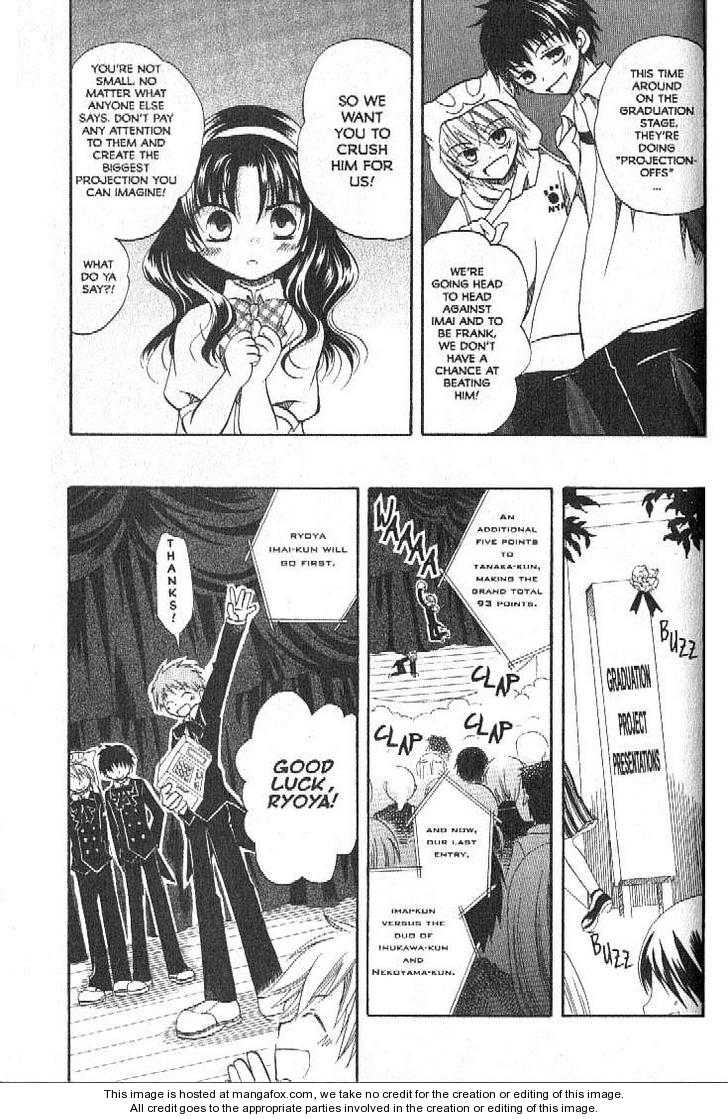 THIS TIME
AROUND
ON THE
GRADUATION
STAGE,
THEY'RE
DOING
"PROJECTION-
OFFS"
...
NYA
WE'RE
GOING HEAD
TO HEAD
AGAINST
IMAI AND TO
BE FRANK,
WE DON'T
HAVE A
CHANCE AT
BEATING
HIM!
SO WE
WANT
YOU TO
CRUSH
HIM FOR
US!
YOU'RE NOT
SMALL. NO
MATTER WHAT
ANYONE ELSE
SAYS. DON'T PAY
ANY ATTENTION
TO THEM AND
CREATE THE
BIGGEST
PROJECTION YOU
CAN IMAGINE!
WHAT
DO YA
SAY?!
BUZZ
GRADUATION
PROJECT
PRESENTATIONS
BUZZ
AN
ADDITIONAL
FIVE POINTS
TO
TANAKA-KUN,
MAKING THE
GRAND TOTAL
93 POINTS.
WAAAAA
CLAP
CLAP
CLAP
AND NOW,
OUR LAST
ENTRY,
IMAI-KUN
VERSUS THE
DUO OF
INUKAWA-KUN
AND
NEKOYAMA-KUN.
RYOYA
IMAI-KUN WILL
GO FIRST.
THANKS!
GOOD
LUCK,
RYOYA!
This image is hosted at mangafox.com, we take no credit for the creation or editing of this image.
All credit goes to the appropriate parties involved in the creation or editing of this image.